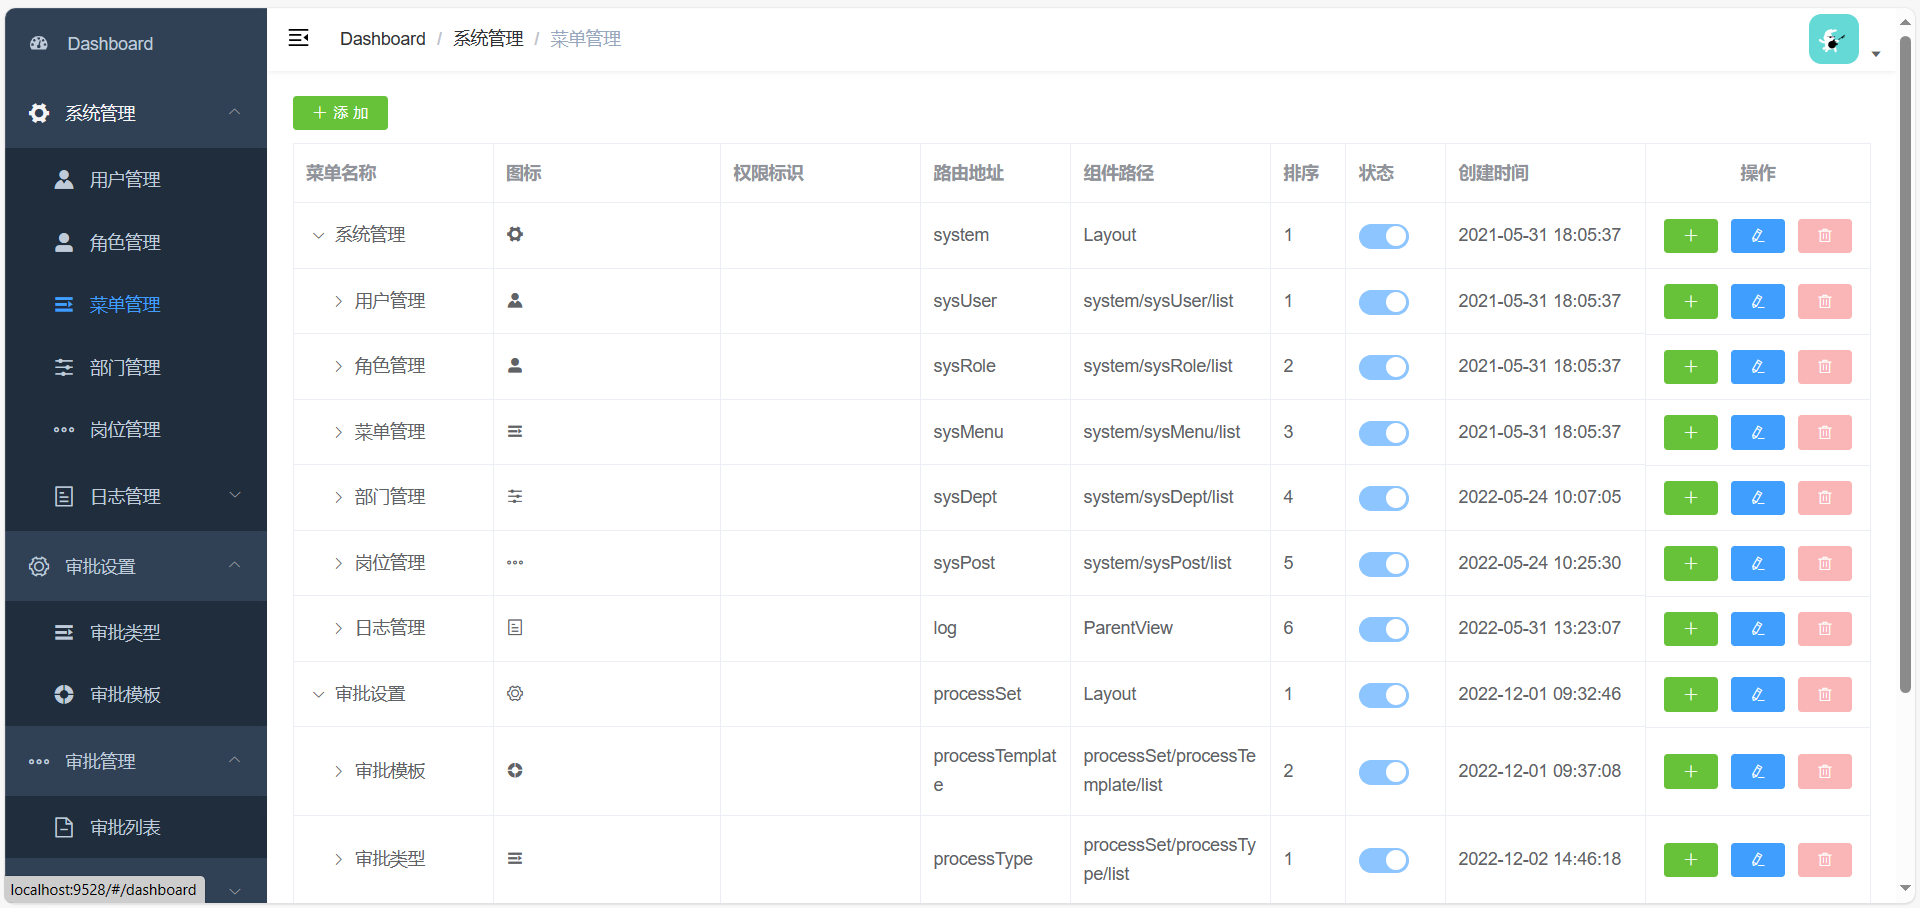 Dashboard
系统管理
用户管理
角色管理
菜单管理
部门管理
岗位管理
日志管理
审批设置
审批类型
审批模板
审批管理
审批列表
localhost:9528/#/dashboard
Dashboard / 系统管理 / 菜单管理
+ 添 加
菜单名称 图标 权限标识 路由地址 组件路径 排序 状态 创建时间 操作
系统管理 system Layout 1 2021-05-31 18:05:37
用户管理 sysUser system/sysUser/list 1 2021-05-31 18:05:37
角色管理 sysRole system/sysRole/list 2 2021-05-31 18:05:37
菜单管理 sysMenu system/sysMenu/list 3 2021-05-31 18:05:37
部门管理 sysDept system/sysDept/list 4 2022-05-24 10:07:05
岗位管理 sysPost system/sysPost/list 5 2022-05-24 10:25:30
日志管理 log ParentView 6 2022-05-31 13:23:07
审批设置 processSet Layout 1 2022-12-01 09:32:46
审批模板 processTemplat
e processSet/processTe
mplate/list 2 2022-12-01 09:37:08
审批类型 processType processSet/processTy
pe/list 1 2022-12-02 14:46:18